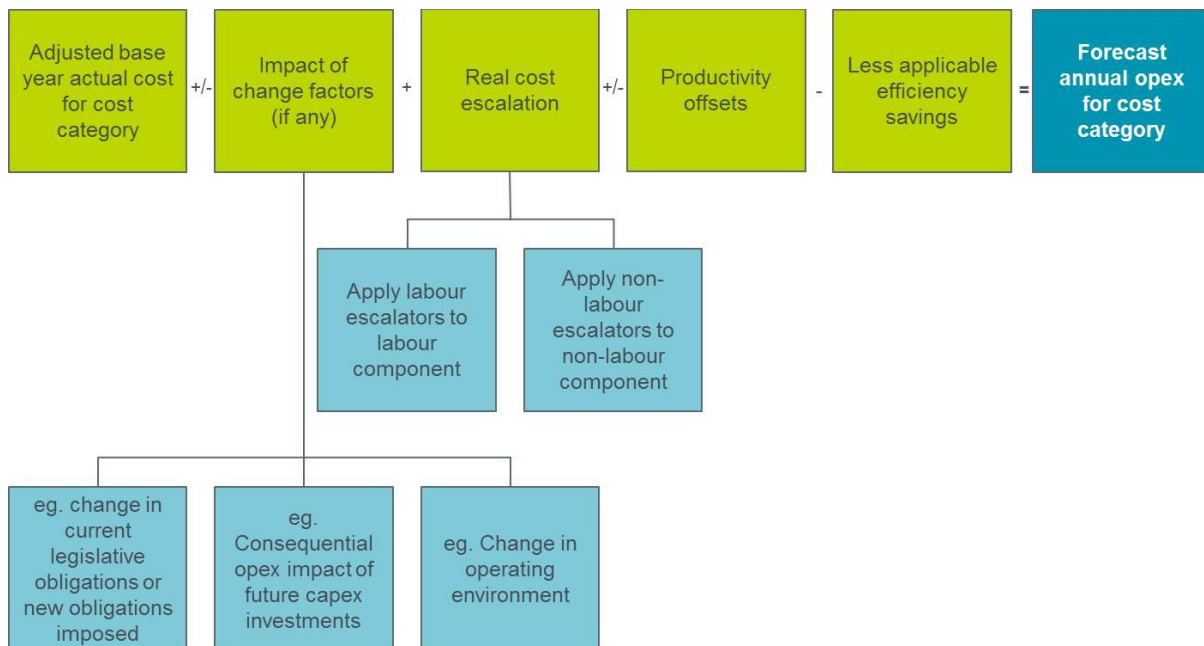 Adjusted base
year actual cost
for cost
category
+/-
Impact of
change factors
(if any)
+
Real cost
escalation
+/-
Productivity
offsets
-
Less applicable
efficiency
savings
=
Forecast
annual opex
for cost
category
Apply labour
escalators to
labour
component
Apply non-
labour
escalators to
non-labour
component
eg. change in
current
legislative
obligations or
new obligations
imposed
eg.
Consequential
opex impact of
future capex
investments
eg. Change in
operating
environment